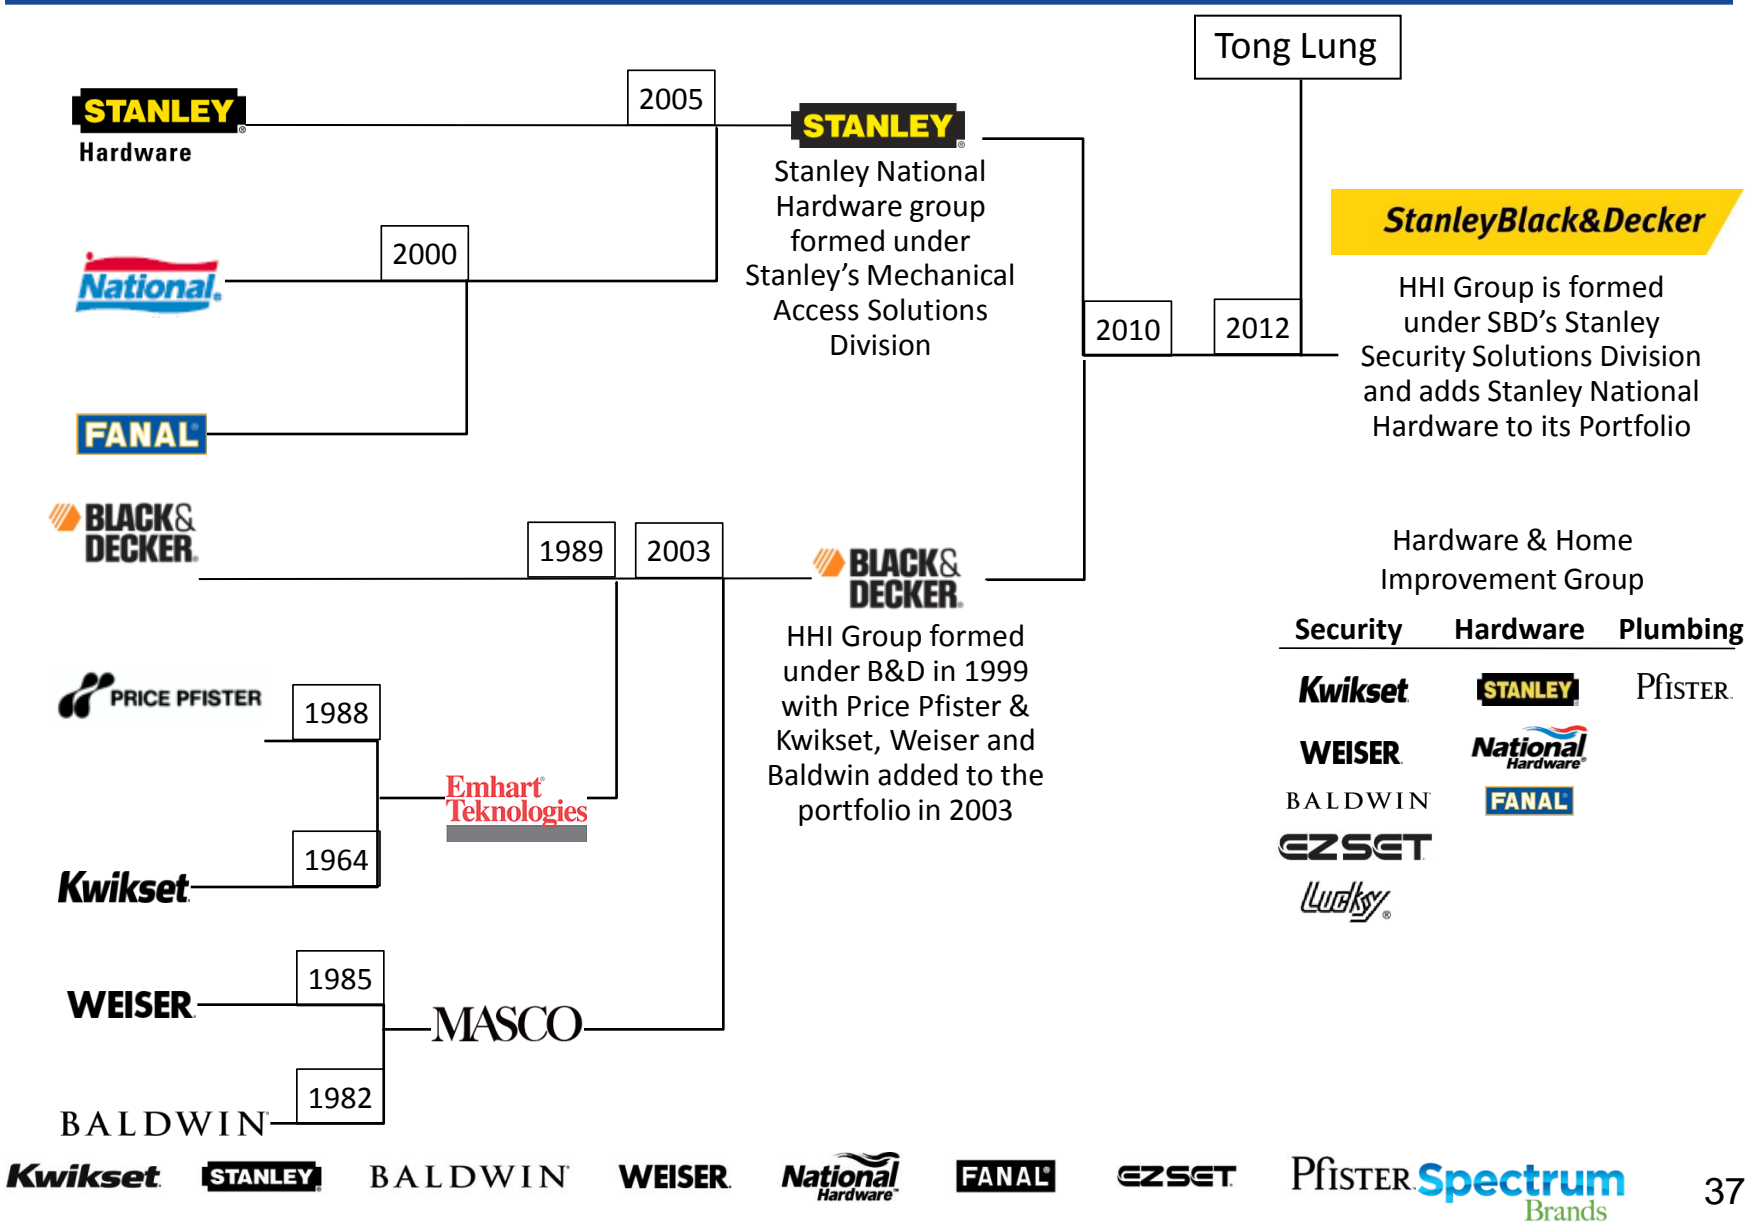 Tong Lung
STANLEY
Hardware
2005
STANLEY
Stanley National
Hardware group
formed under
Stanley’s Mechanical
Access Solutions
Division
National
2000
FANAL
2010
2012
StanleyBlack&Decker
HHI Group is formed
under SBD’s Stanley
Security Solutions Division
and adds Stanley National
Hardware to its Portfolio
BLACK&
DECKER
1989
2003
BLACK&
DECKER
HHI Group formed
under B&D in 1999
with Price Pfister &
Kwikset, Weiser and
Baldwin added to the
portfolio in 2003
PRICE PFISTER
1988
Emhart
Teknologies
1964
Kwikset
WEISER
1985
MASCO
1982
BALDWIN
Hardware & Home
Improvement Group
Security Hardware Plumbing
Kwikset STANLEY PfISTER
WEISER National Hardware
BALDWIN FANAL
EZSET
Lucky
Kwikset STANLEY BALDWIN WEISER National Hardware FANAL EZSET PfISTER Spectrum Brands 37